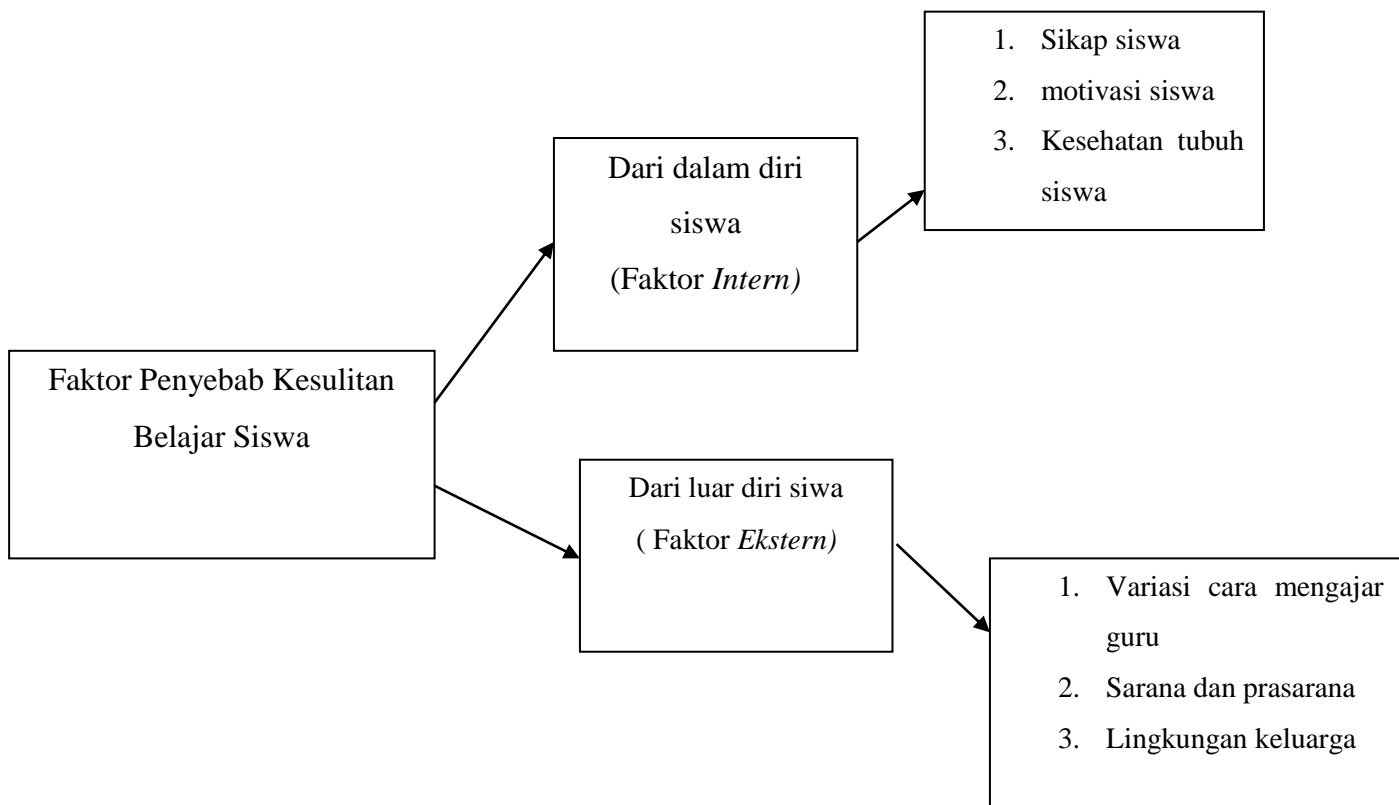 1. Sikap siswa
2. motivasi siswa
3. Kesehatan tubuh
siswa
Dari dalam diri
siswa
(Faktor Intern)
Faktor Penyebab Kesulitan
Belajar Siswa
Dari luar diri siwa
( Faktor Ekstern)
1. Variasi cara mengajar
guru
2. Sarana dan prasarana
3. Lingkungan keluarga